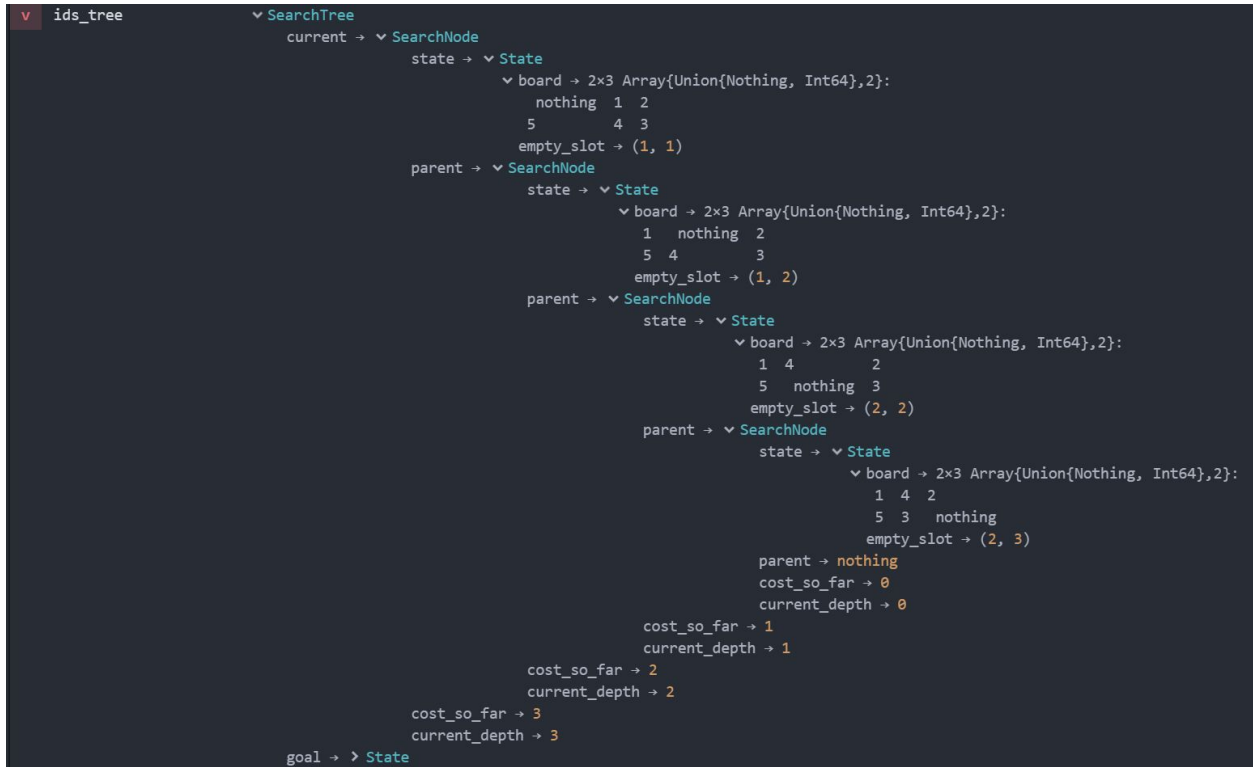 v ids_tree ⌄ SearchTree
current → ⌄ SearchNode
state → ⌄ State
⌄ board → 2×3 Array{Union{Nothing, Int64},2}:
nothing 1 2
5 4 3
empty_slot → (1, 1)
parent → ⌄ SearchNode
state → ⌄ State
⌄ board → 2×3 Array{Union{Nothing, Int64},2}:
1 nothing 2
5 4 3
empty_slot → (1, 2)
parent → ⌄ SearchNode
state → ⌄ State
⌄ board → 2×3 Array{Union{Nothing, Int64},2}:
1 4 2
5 nothing 3
empty_slot → (2, 2)
parent → ⌄ SearchNode
state → ⌄ State
⌄ board → 2×3 Array{Union{Nothing, Int64},2}:
1 4 2
5 3 nothing
empty_slot → (2, 3)
parent → nothing
cost_so_far → 0
current_depth → 0
cost_so_far → 1
current_depth → 1
cost_so_far → 2
current_depth → 2
cost_so_far → 3
current_depth → 3
goal → > State